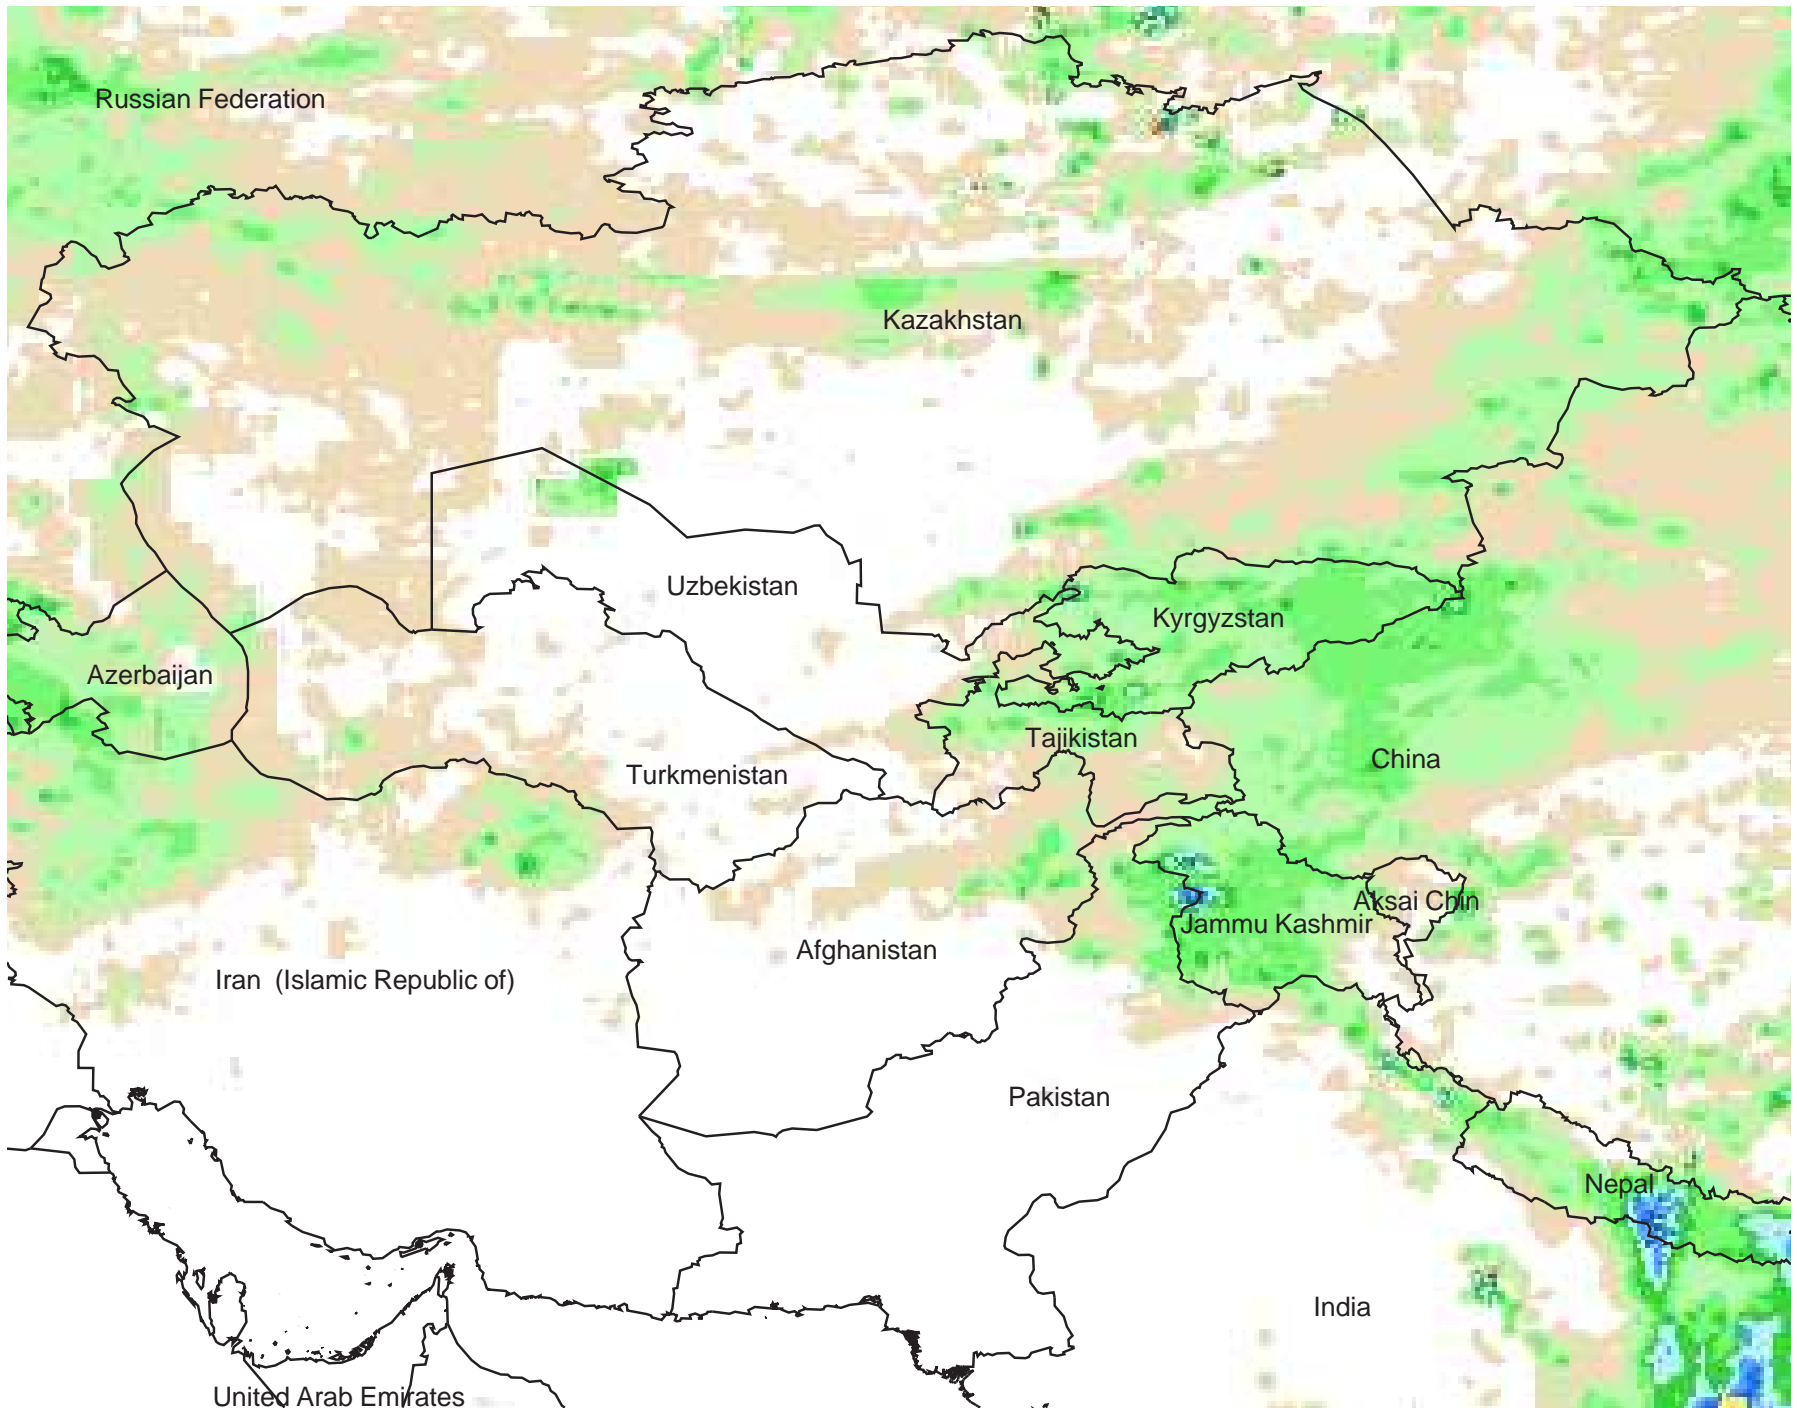 Russian Federation
Kazakhstan
Uzbekistan
Kyrgyzstan
Azerbaijan
Tajikistan
China
Turkmenistan
Aksai Chin
Jammu Kashmir
Afghanistan
Iran (Islamic Republic of)
Pakistan
Nepal
India
United Arab Emirates